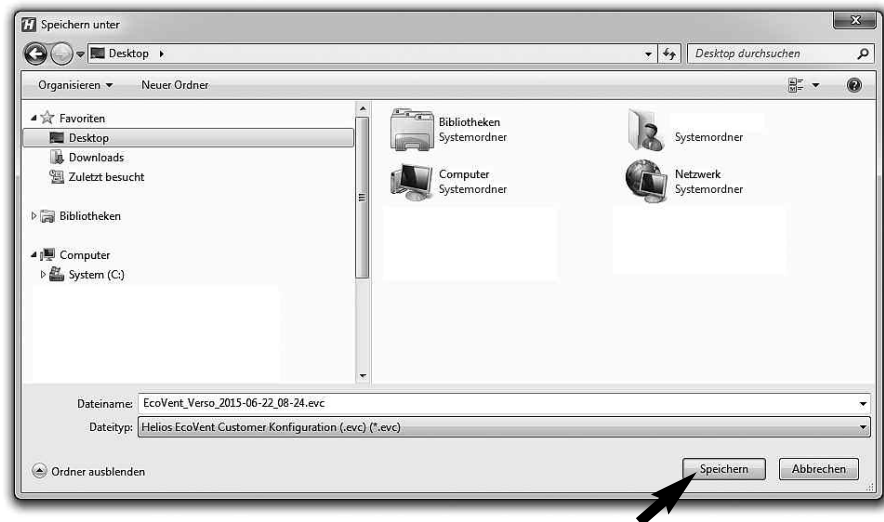 Speichern unter
Desktop
Desktop durchsuchen
Organisieren
Neuer Ordner
Favoriten
Desktop
Downloads
Zuletzt besucht
Bibliotheken
Computer
System (C:)
Bibliotheken
Systemordner
Systemordner
Computer
Systemordner
Netzwerk
Systemordner
Dateiname: EcoVent_Verso_2015-06-22_08-24.evc
Dateityp: Helios EcoVent Customer Konfiguration (.evc) (*.evc)
Ordner ausblenden
Speichern
Abbrechen